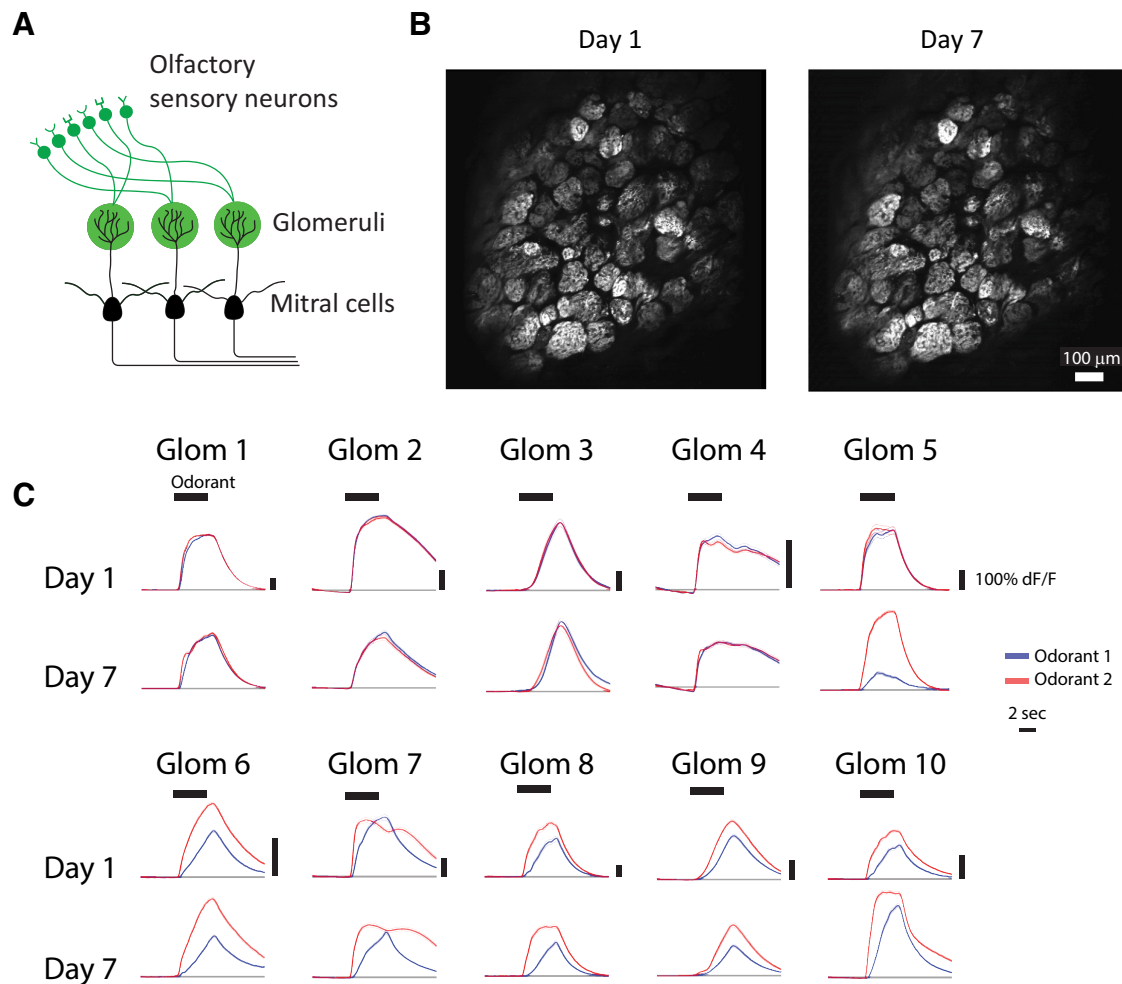 A
Olfactory
sensory neurons
Glomeruli
Mitral cells
B
Day 1
Day 7
100 μm
C
Glom 1
Glom 2
Glom 3
Glom 4
Glom 5
Odorant
Day 1
100% dF/F
Day 7
Odorant 1
Odorant 2
2 sec
Glom 6
Glom 7
Glom 8
Glom 9
Glom 10
Day 1
Day 7